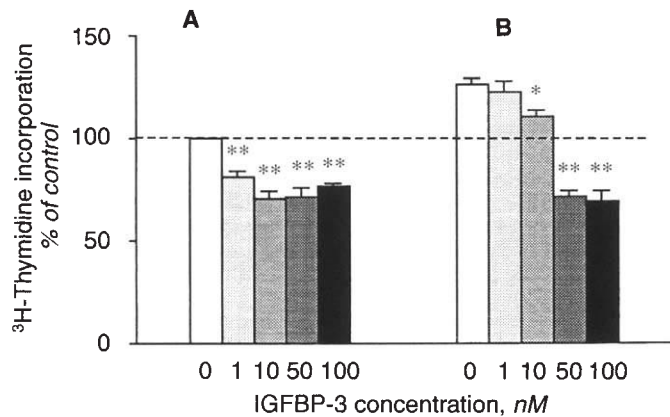 A B
150
³H-Thymidine incorporation
% of control
100
50
0
** ** ** **
* ** **
0 1 10 50 100 0 1 10 50 100
IGFBP-3 concentration, nM